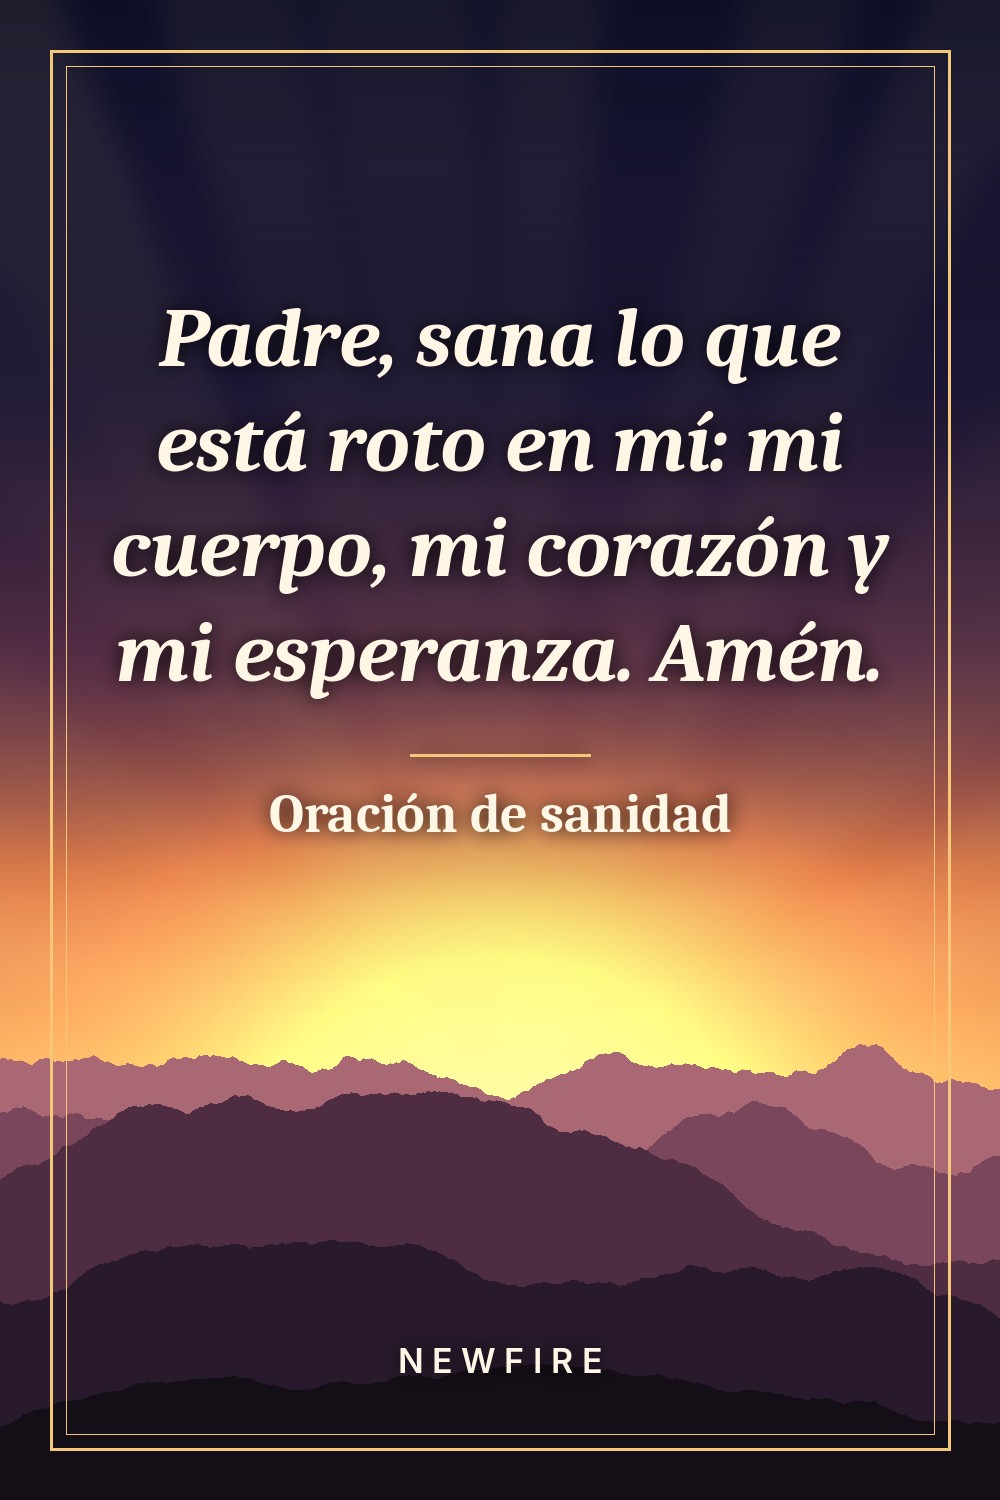 Padre, sana lo que
está roto en mí: mi
cuerpo, mi corazón y
mi esperanza. Amén.
Oración de sanidad
NEWFIRE